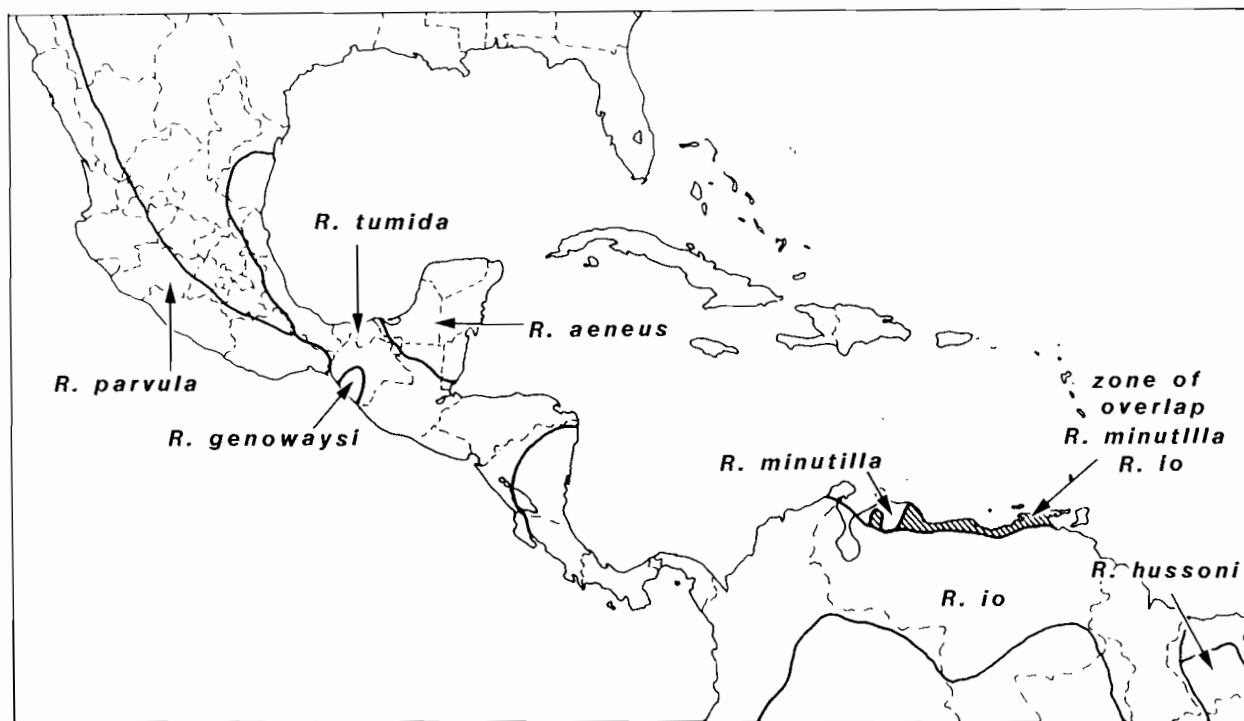 R. tumida
R. aeneus
R. parvula
R. genowaysi
zone of
overlap
R. minutilla
R. io
R. minutilla
R. hussoni
R. io